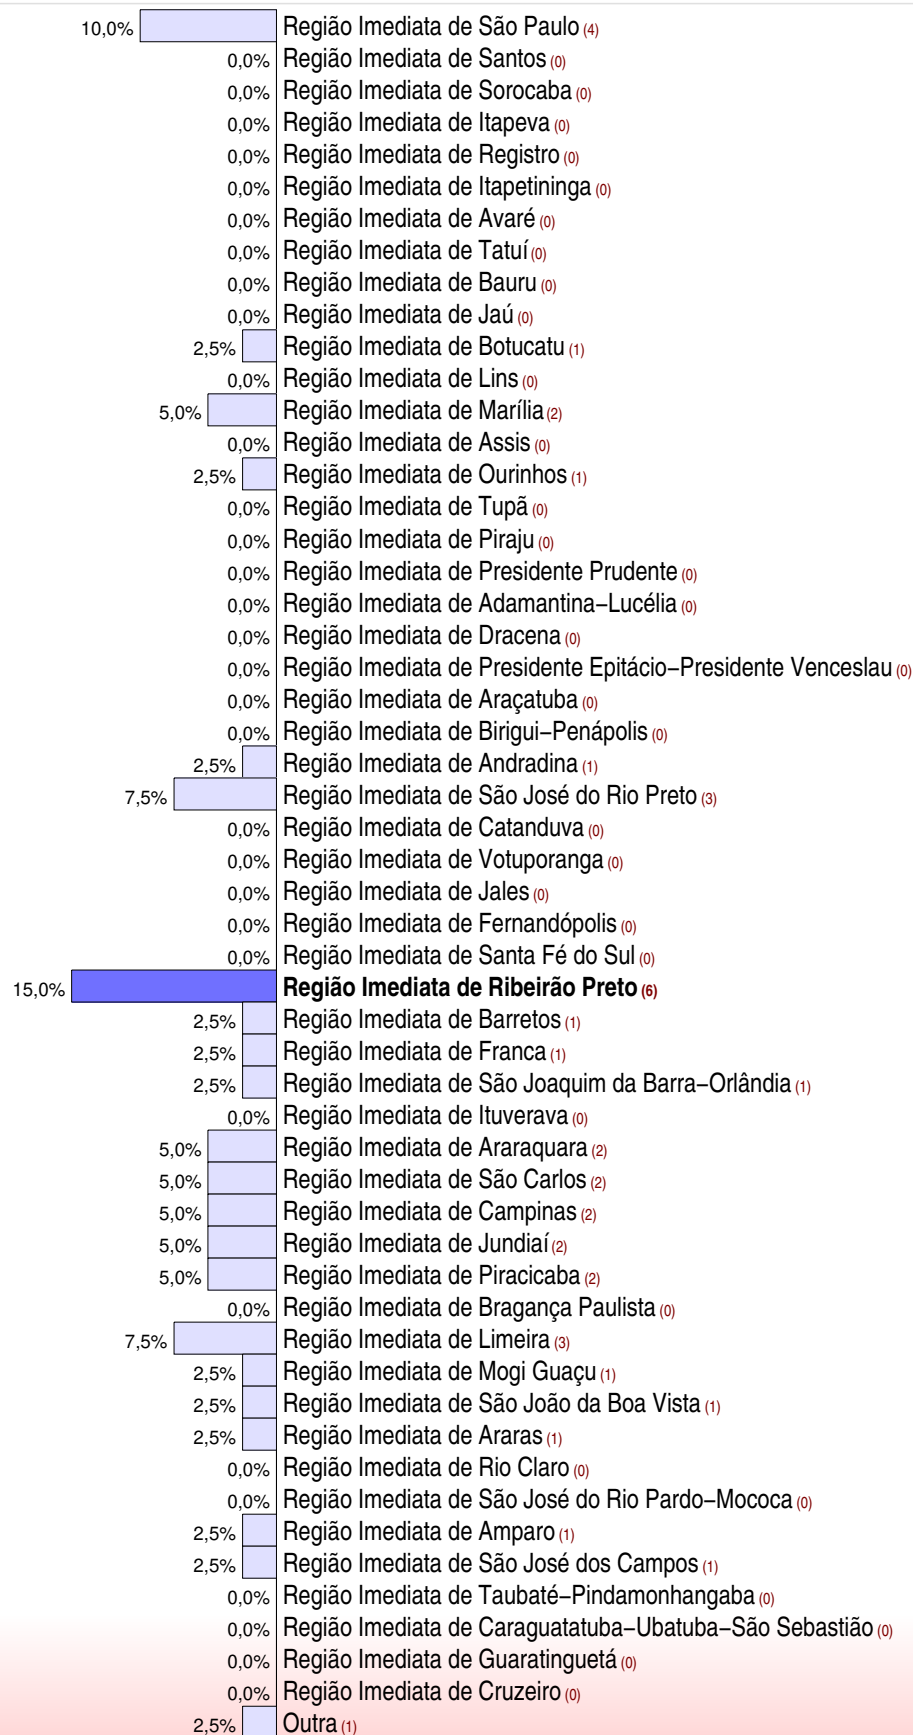 10,0% Região Imediata de São Paulo (4)
0,0% Região Imediata de Santos (0)
0,0% Região Imediata de Sorocaba (0)
0,0% Região Imediata de Itapeva (0)
0,0% Região Imediata de Registro (0)
0,0% Região Imediata de Itapetininga (0)
0,0% Região Imediata de Avaré (0)
0,0% Região Imediata de Tatuí (0)
0,0% Região Imediata de Bauru (0)
0,0% Região Imediata de Jaú (0)
2,5% Região Imediata de Botucatu (1)
0,0% Região Imediata de Lins (0)
5,0% Região Imediata de Marília (2)
0,0% Região Imediata de Assis (0)
2,5% Região Imediata de Ourinhos (1)
0,0% Região Imediata de Tupã (0)
0,0% Região Imediata de Piraju (0)
0,0% Região Imediata de Presidente Prudente (0)
0,0% Região Imediata de Adamantina–Lucélia (0)
0,0% Região Imediata de Dracena (0)
0,0% Região Imediata de Presidente Epitácio–Presidente Venceslau (0)
0,0% Região Imediata de Araçatuba (0)
0,0% Região Imediata de Birigui–Penápolis (0)
2,5% Região Imediata de Andradina (1)
7,5% Região Imediata de São José do Rio Preto (3)
0,0% Região Imediata de Catanduva (0)
0,0% Região Imediata de Votuporanga (0)
0,0% Região Imediata de Jales (0)
0,0% Região Imediata de Fernandópolis (0)
0,0% Região Imediata de Santa Fé do Sul (0)
15,0% Região Imediata de Ribeirão Preto (6)
2,5% Região Imediata de Barretos (1)
2,5% Região Imediata de Franca (1)
2,5% Região Imediata de São Joaquim da Barra–Orlândia (1)
0,0% Região Imediata de Ituverava (0)
5,0% Região Imediata de Araraquara (2)
5,0% Região Imediata de São Carlos (2)
5,0% Região Imediata de Campinas (2)
5,0% Região Imediata de Jundiaí (2)
5,0% Região Imediata de Piracicaba (2)
0,0% Região Imediata de Bragança Paulista (0)
7,5% Região Imediata de Limeira (3)
2,5% Região Imediata de Mogi Guaçu (1)
2,5% Região Imediata de São João da Boa Vista (1)
2,5% Região Imediata de Araras (1)
0,0% Região Imediata de Rio Claro (0)
0,0% Região Imediata de São José do Rio Pardo–Mococa (0)
2,5% Região Imediata de Amparo (1)
2,5% Região Imediata de São José dos Campos (1)
0,0% Região Imediata de Taubaté–Pindamonhangaba (0)
0,0% Região Imediata de Caraguatatuba–Ubatuba–São Sebastião (0)
0,0% Região Imediata de Guaratinguetá (0)
0,0% Região Imediata de Cruzeiro (0)
2,5% Outra (1)